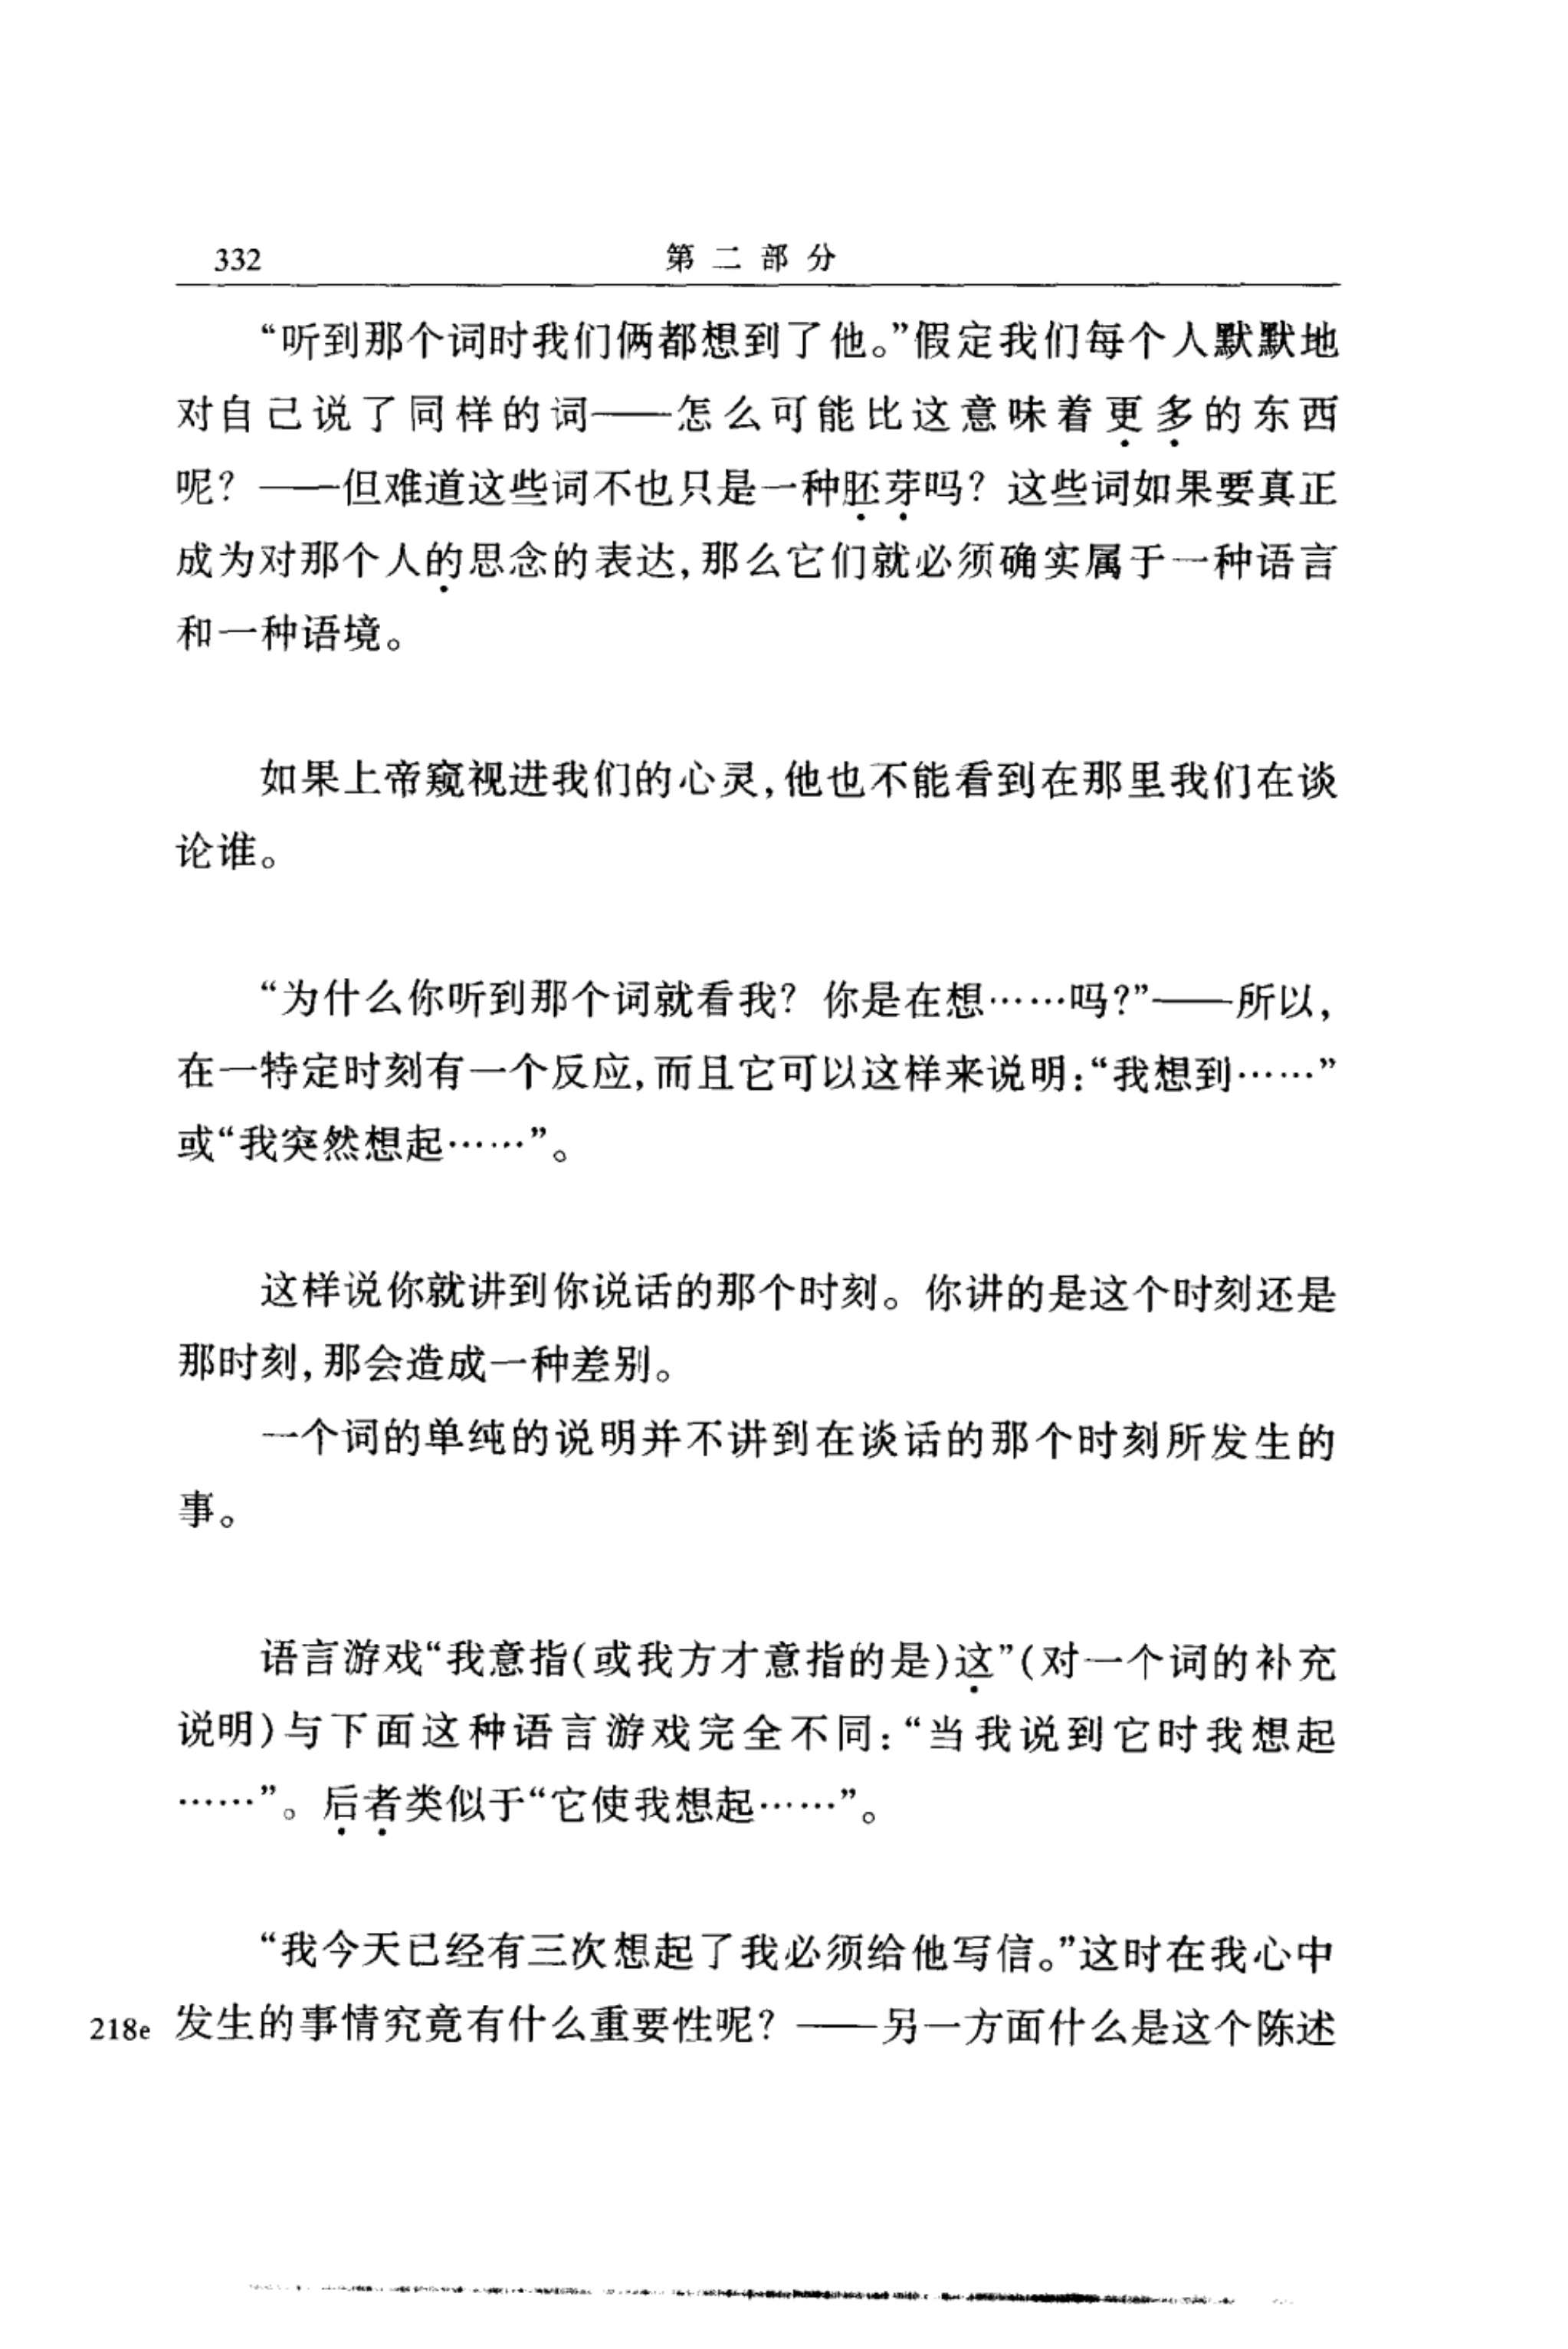 332 第二部分
“听到那个词时我们俩都想到了他。”假定我们每个人默默地
对自己说了同样的词——怎么可能比这意味着更多的东西
呢？——但难道这些词不也只是一种胚芽吗？这些词如果要真正
成为对那个人的思念的表达,那么它们就必须确实属于一种语言
和一种语境。
如果上帝窥视进我们的心灵,他也不能看到在那里我们在谈
论谁。
“为什么你听到那个词就看我？你是在想……吗?”——所以,
在一特定时刻有一个反应,而且它可以这样来说明:“我想到……”
或“我突然想起……”。
这样说你就讲到你说话的那个时刻。你讲的是这个时刻还是
那时刻,那会造成一种差别。
一个词的单纯的说明并不讲到在谈话的那个时刻所发生的
事。
语言游戏“我意指(或我方才意指的是)这”(对一个词的补充
说明)与下面这种语言游戏完全不同:“当我说到它时我想起
……”。后者类似于“它使我想起……”。
“我今天已经有三次想起了我必须给他写信。”这时在我心中
218e 发生的事情究竟有什么重要性呢？——另一方面什么是这个陈述